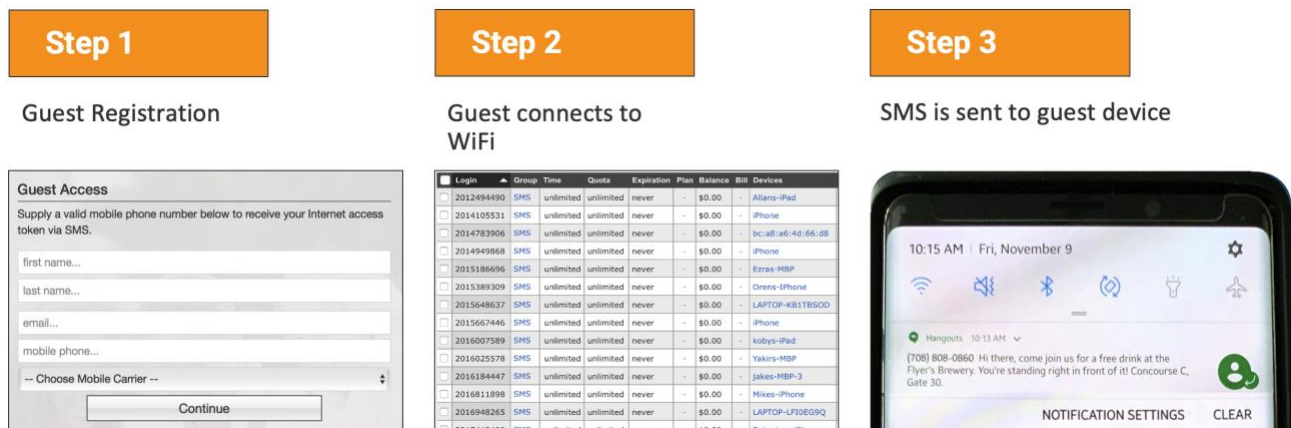 Step 1
Guest Registration
Guest Access
Supply a valid mobile phone number below to receive your Internet access
token via SMS.
first name...
last name...
email...
mobile phone...
-- Choose Mobile Carrier --
Continue
Step 2
Guest connects to
WiFi
Login Group Time Quota Expiration Plan Balance Bill Devices
2012494490 SMS unlimited unlimited never - $0.00 - Allans-iPad
2014105531 SMS unlimited unlimited never - $0.00 - iPhone
2014783906 SMS unlimited unlimited never - $0.00 - bc:a8:a6:4d:66:d8
2014949868 SMS unlimited unlimited never - $0.00 - iPhone
2015186696 SMS unlimited unlimited never - $0.00 - Ezras-MBP
2015389309 SMS unlimited unlimited never - $0.00 - Orens-IPhone
2015648637 SMS unlimited unlimited never - $0.00 - LAPTOP-KB1TBSOD
2015667446 SMS unlimited unlimited never - $0.00 - iPhone
2016007589 SMS unlimited unlimited never - $0.00 - kobys-iPad
2016025578 SMS unlimited unlimited never - $0.00 - Yakirs-MBP
2016184447 SMS unlimited unlimited never - $0.00 - jakes-MBP-3
2016811898 SMS unlimited unlimited never - $0.00 - Mikes-iPhone
2016948265 SMS unlimited unlimited never - $0.00 - LAPTOP-LFI0EG9Q
Step 3
SMS is sent to guest device
10:15 AM | Fri, November 9
Hangouts 10:13 AM
(708) 808-0860 Hi there, come join us for a free drink at the
Flyer's Brewery. You're standing right in front of it! Concourse C,
Gate 30.
NOTIFICATION SETTINGS CLEAR